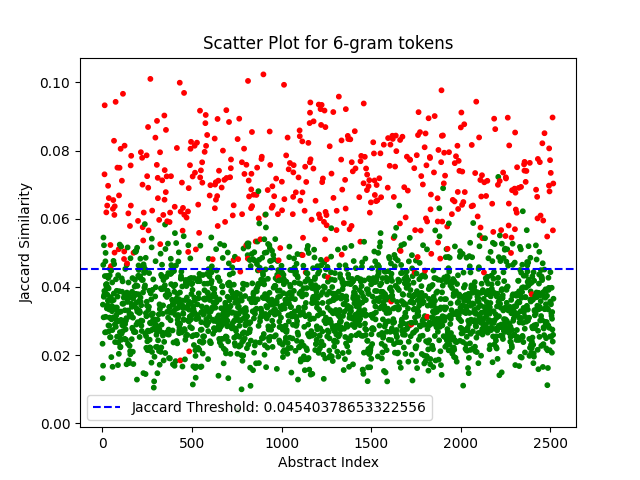 Scatter Plot for 6-gram tokens
0.10
0.08
0.06
0.04
0.02
0.00
Jaccard Similarity
Jaccard Threshold: 0.04540378653322556
0 500 1000 1500 2000 2500
Abstract Index